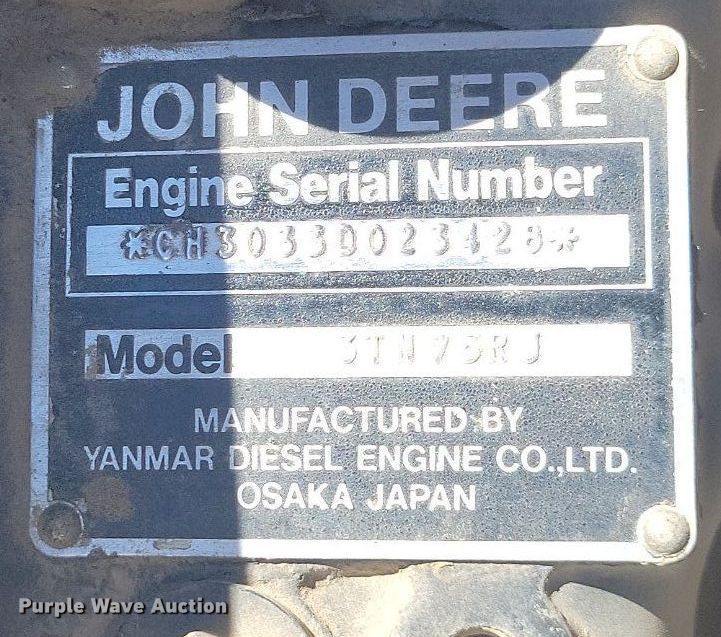 JOHN DEERE
Engine Serial Number
*CH3033D023428*
Model 3TN75RJ
MANUFACTURED BY
YANMAR DIESEL ENGINE CO.,LTD.
OSAKA JAPAN
Purple Wave Auction